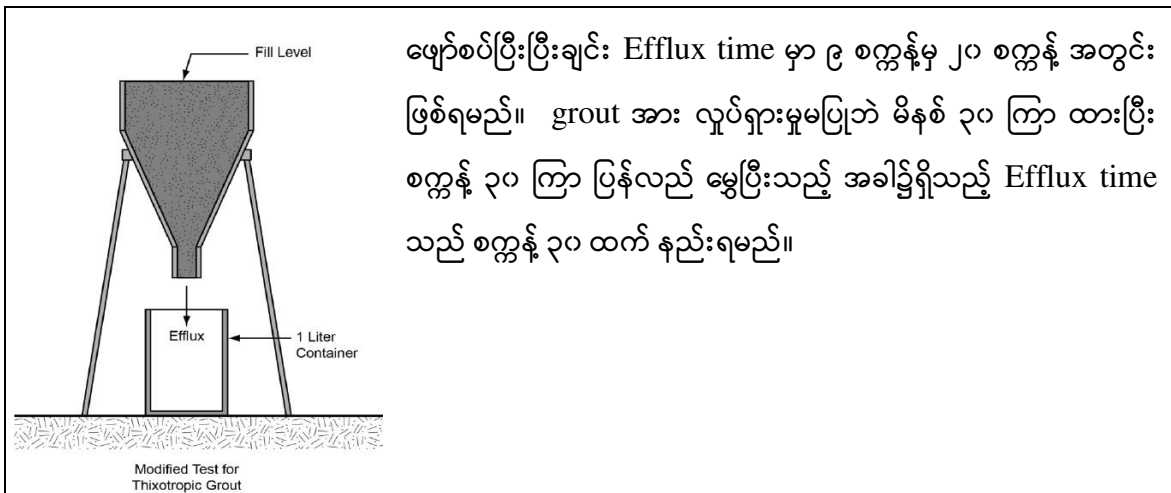 Fill Level
Efflux
1 Liter
Container
Modified Test for
Thixotropic Grout
ဖျော်စပ်ပြီးပြီးချင်း Efflux time မှာ ၉ စက္ကန့်မှ ၂၀ စက္ကန့် အတွင်း
ဖြစ်ရမည်။ grout အား လှုပ်ရှားမှုမပြုဘဲ မိနစ် ၃၀ ကြာ ထားပြီး
စက္ကန့် ၃၀ ကြာ ပြန်လည် မွှေပြီးသည့် အခါ၌ရှိသည့် Efflux time
သည် စက္ကန့် ၃၀ ထက် နည်းရမည်။